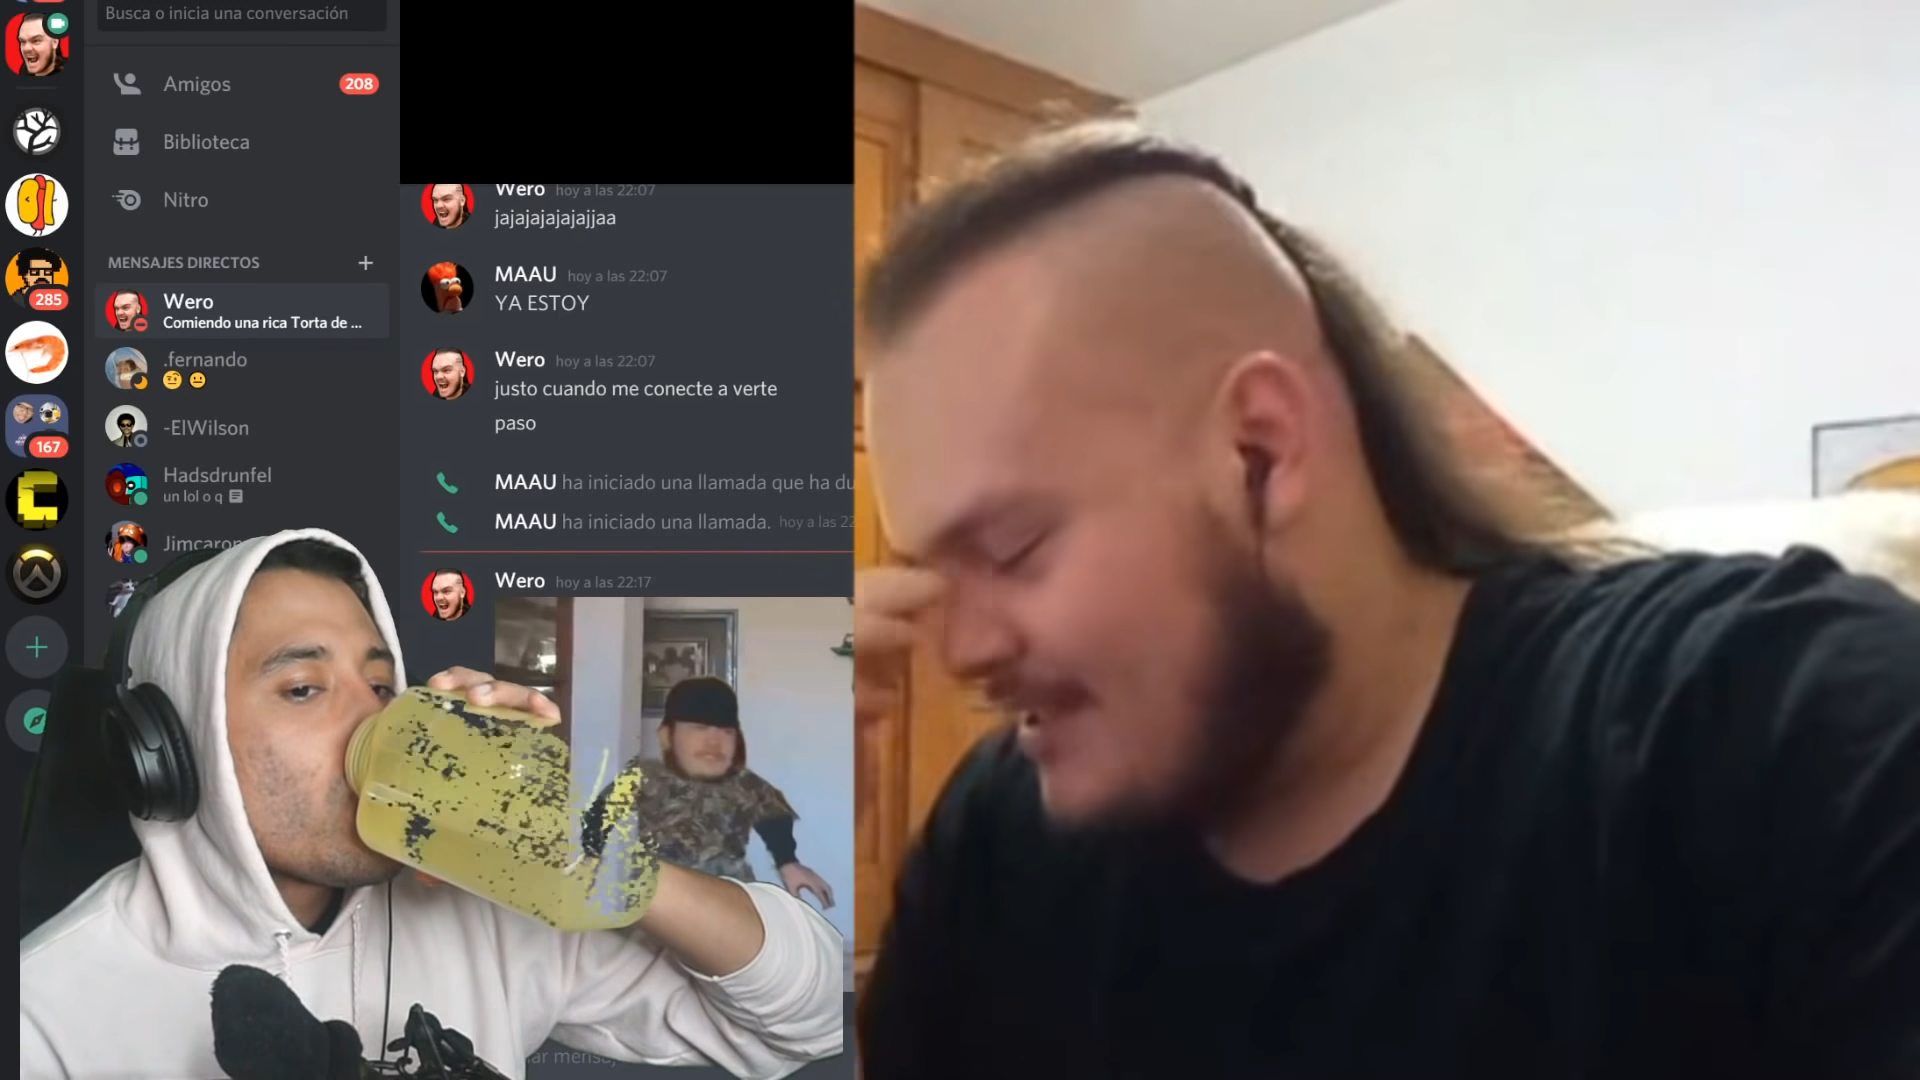 Busca o inicia una conversación
Amigos
208
Biblioteca
Nitro
MENSAJES DIRECTOS
285
Wero
Comiendo una rica Torta de ...
.fernando
-ElWilson
167
Hadsdrunfel
un lol o q
Wero hoy a las 22:07
jajajajajajajjaa
MAAU hoy a las 22:07
YA ESTOY
Wero hoy a las 22:07
justo cuando me conecte a verte
paso
MAAU ha iniciado una llamada que ha du
MAAU ha iniciado una llamada. hoy a las 22
Wero hoy a las 22:17